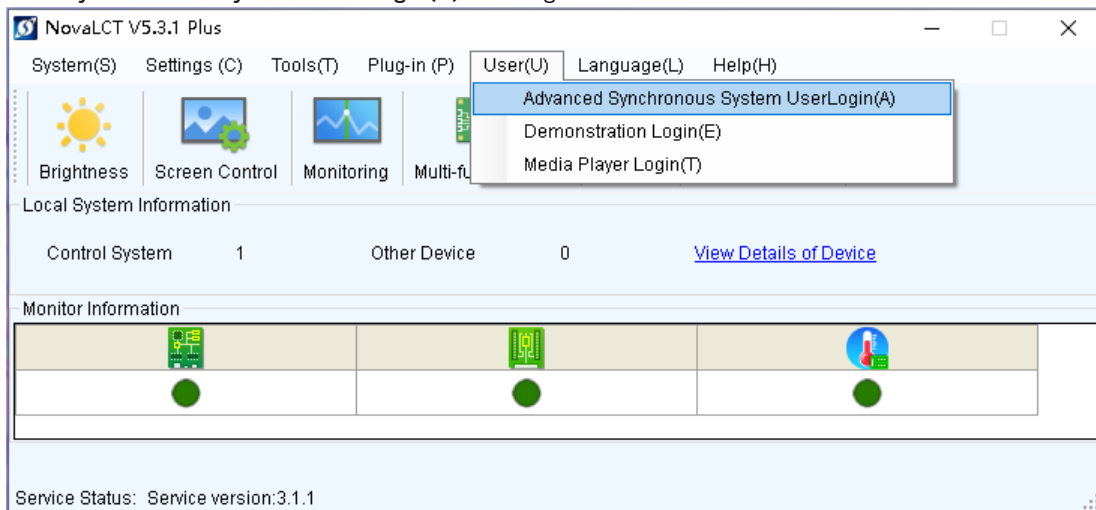 NovaLCT V5.3.1 Plus
System(S) Settings (C) Tools(T) Plug-in (P) User(U) Language(L) Help(H)
Advanced Synchronous System UserLogin(A)
Demonstration Login(E)
Media Player Login(T)
Brightness Screen Control Monitoring Multi-fu
Local System Information
Control System 1 Other Device 0 View Details of Device
Monitor Information
Service Status: Service version:3.1.1